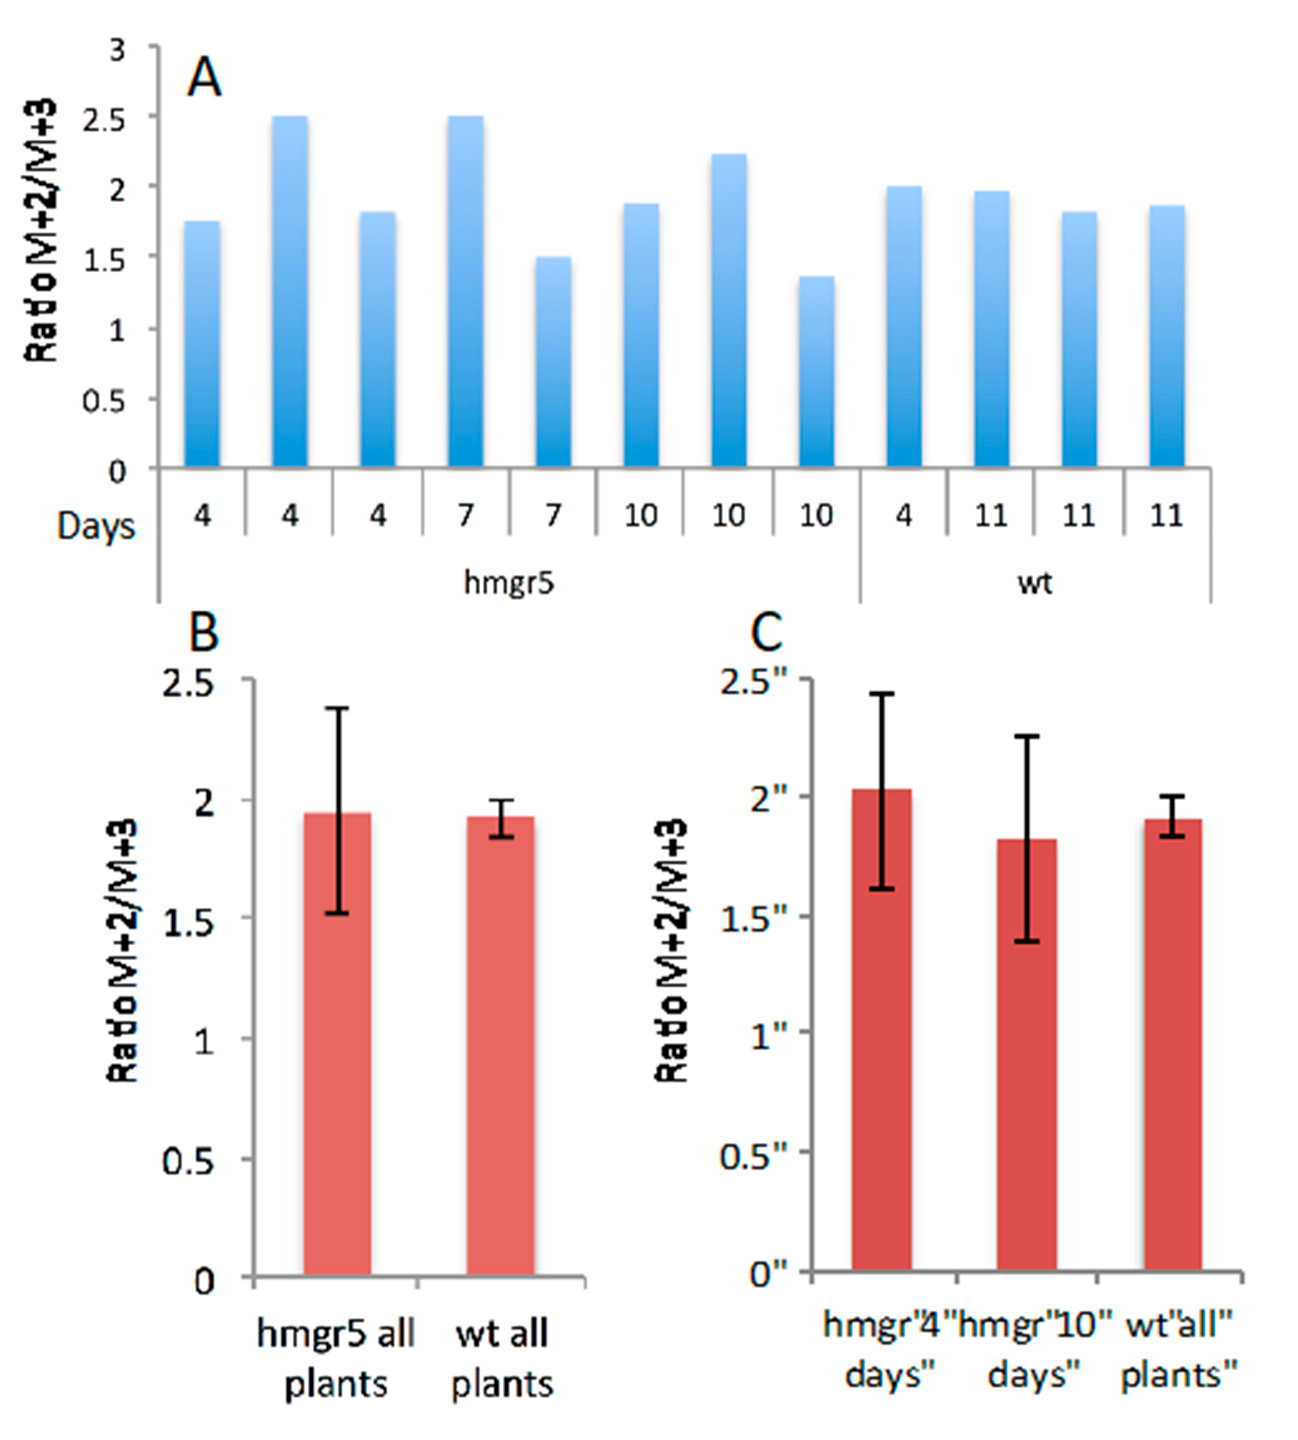 A
Ratio M+2/M+3
3
2.5
2
1.5
1
0.5
0
Days 4 4 4 7 7 10 10 10 4 11 11 11
hmgr5 wt
B
Ratio M+2/M+3
2.5
2
1.5
1
0.5
0
hmgr5 all plants
wt all plants
C
Ratio M+2/M+3
2.5"
2"
1.5"
1"
0.5"
0"
hmgr"4" days"
hmgr"10" days"
wt"all" plants"